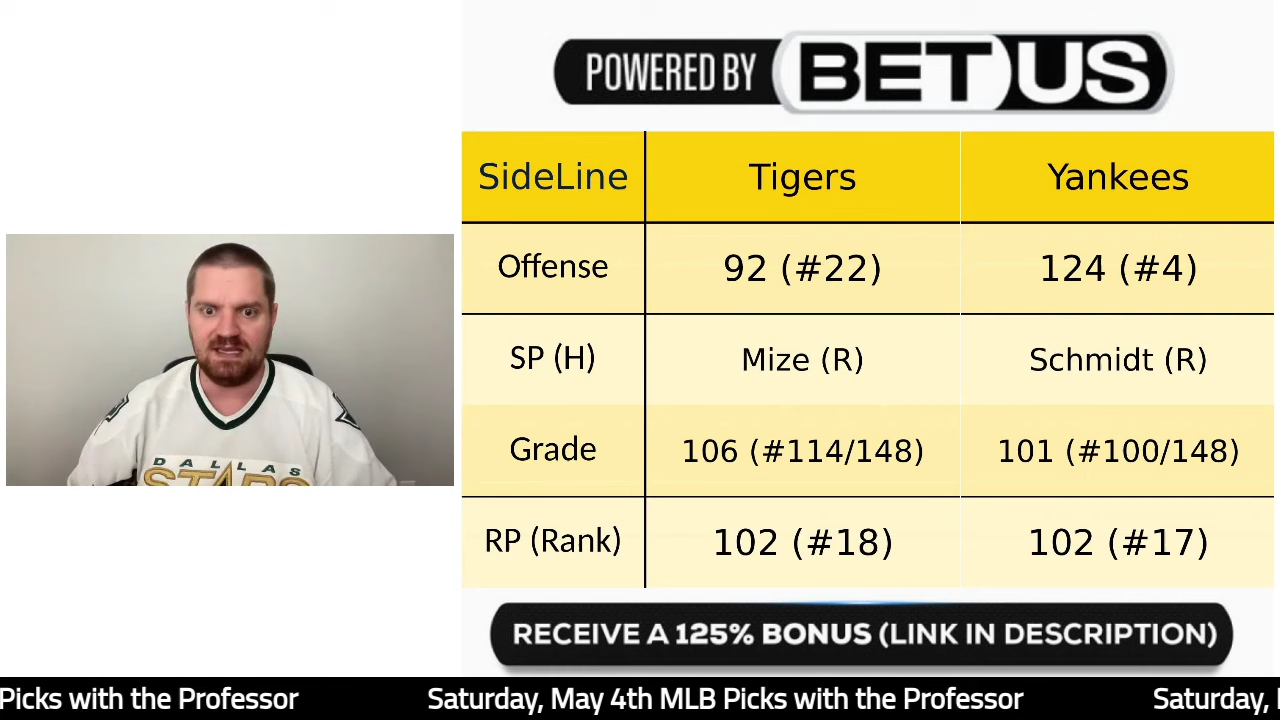 POWERED BY BETUS
SideLine Tigers Yankees
Offense 92 (#22) 124 (#4)
SP (H) Mize (R) Schmidt (R)
Grade 106 (#114/148) 101 (#100/148)
RP (Rank) 102 (#18) 102 (#17)
DALLAS
STARS
RECEIVE A 125% BONUS (LINK IN DESCRIPTION)
Picks with the Professor Saturday, May 4th MLB Picks with the Professor Saturday,